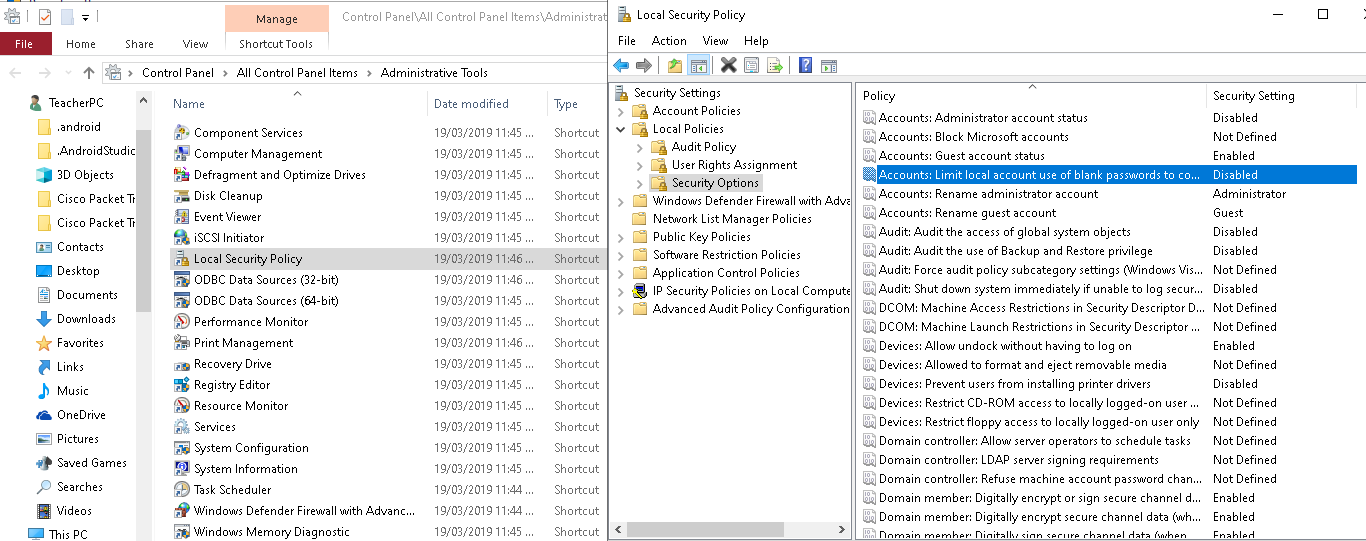 Manage
Control Panel\All Control Panel Items\Administrat
File
Home
Share
View
Shortcut Tools
Control Panel > All Control Panel Items > Administrative Tools
TeacherPC
.android
.AndroidStudic
3D Objects
Cisco Packet Tr
Cisco Packet Tr
Contacts
Desktop
Documents
Downloads
Favorites
Links
Music
OneDrive
Pictures
Saved Games
Searches
Videos
This PC
Name Date modified Type
Component Services 19/03/2019 11:45 ... Shortcut
Computer Management 19/03/2019 11:45 ... Shortcut
Defragment and Optimize Drives 19/03/2019 11:45 ... Shortcut
Disk Cleanup 19/03/2019 11:45 ... Shortcut
Event Viewer 19/03/2019 11:45 ... Shortcut
iSCSI Initiator 19/03/2019 11:45 ... Shortcut
Local Security Policy 19/03/2019 11:46 ... Shortcut
ODBC Data Sources (32-bit) 19/03/2019 11:46 ... Shortcut
ODBC Data Sources (64-bit) 19/03/2019 11:45 ... Shortcut
Performance Monitor 19/03/2019 11:45 ... Shortcut
Print Management 19/03/2019 11:46 ... Shortcut
Recovery Drive 19/03/2019 11:45 ... Shortcut
Registry Editor 19/03/2019 11:45 ... Shortcut
Resource Monitor 19/03/2019 11:45 ... Shortcut
Services 19/03/2019 11:45 ... Shortcut
System Configuration 19/03/2019 11:45 ... Shortcut
System Information 19/03/2019 11:45 ... Shortcut
Task Scheduler 19/03/2019 11:44 ... Shortcut
Windows Defender Firewall with Advanc... 19/03/2019 11:44 ... Shortcut
Windows Memory Diagnostic 19/03/2019 11:45 ... Shortcut
Local Security Policy
File Action View Help
Security Settings
Account Policies
Local Policies
Audit Policy
User Rights Assignment
Security Options
Windows Defender Firewall with Adva
Network List Manager Policies
Public Key Policies
Software Restriction Policies
Application Control Policies
IP Security Policies on Local Compute
Advanced Audit Policy Configuration
Policy Security Setting
Accounts: Administrator account status Disabled
Accounts: Block Microsoft accounts Not Defined
Accounts: Guest account status Enabled
Accounts: Limit local account use of blank passwords to co... Disabled
Accounts: Rename administrator account Administrator
Accounts: Rename guest account Guest
Audit: Audit the access of global system objects Disabled
Audit: Audit the use of Backup and Restore privilege Disabled
Audit: Force audit policy subcategory settings (Windows Vis... Not Defined
Audit: Shut down system immediately if unable to log secur... Disabled
DCOM: Machine Access Restrictions in Security Descriptor D... Not Defined
DCOM: Machine Launch Restrictions in Security Descriptor ... Not Defined
Devices: Allow undock without having to log on Enabled
Devices: Allowed to format and eject removable media Not Defined
Devices: Prevent users from installing printer drivers Disabled
Devices: Restrict CD-ROM access to locally logged-on user ... Not Defined
Devices: Restrict floppy access to locally logged-on user only Not Defined
Domain controller: Allow server operators to schedule tasks Not Defined
Domain controller: LDAP server signing requirements Not Defined
Domain controller: Refuse machine account password chan... Not Defined
Domain member: Digitally encrypt or sign secure channel d... Enabled
Domain member: Digitally encrypt secure channel data (whe... Enabled
Domain member: Digitally sign secure channel data (when ... Enabled